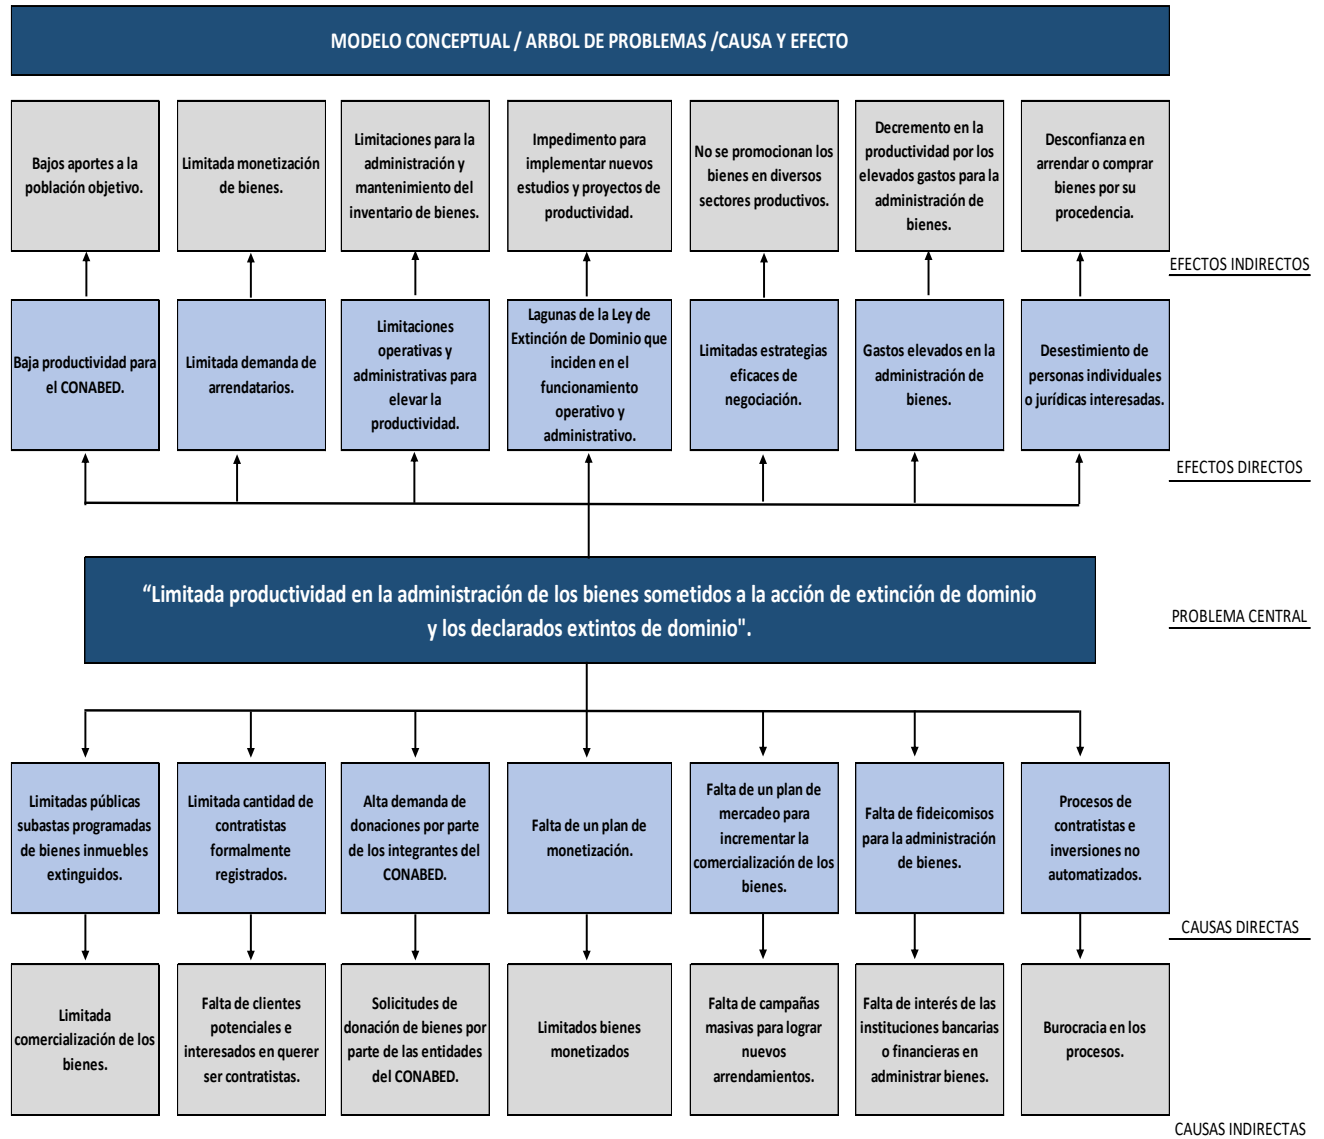 MODELO CONCEPTUAL / ARBOL DE PROBLEMAS /CAUSA Y EFECTO
Bajos aportes a la
población objetivo.
Limitada monetización
de bienes.
Limitaciones para la
administración y
mantenimiento del
inventario de bienes.
Impedimento para
implementar nuevos
estudios y proyectos de
productividad.
No se promocionan los
bienes en diversos
sectores productivos.
Decremento en la
productividad por los
elevados gastos para la
administración de
bienes.
Desconfianza en
arrendar o comprar
bienes por su
procedencia.
EFECTOS INDIRECTOS
Baja productividad para
el CONABED.
Limitada demanda de
arrendatarios.
Limitaciones
operativas y
administrativas para
elevar la
productividad.
Lagunas de la Ley de
Extinción de Dominio que
inciden en el
funcionamiento
operativo y
administrativo.
Limitadas estrategias
eficaces de
negociación.
Gastos elevados en la
administración de
bienes.
Desestimiento de
personas individuales
o jurídicas interesadas.
EFECTOS DIRECTOS
“Limitada productividad en la administración de los bienes sometidos a la acción de extinción de dominio
y los declarados extintos de dominio".
PROBLEMA CENTRAL
Limitadas públicas
subastas programadas
de bienes inmuebles
extinguidos.
Limitada cantidad de
contratistas
formalmente
registrados.
Alta demanda de
donaciones por parte
de los integrantes del
CONABED.
Falta de un plan de
monetización.
Falta de un plan de
mercadeo para
incrementar la
comercialización de los
bienes.
Falta de fideicomisos
para la administración
de bienes.
Procesos de
contratistas e
inversiones no
automatizados.
CAUSAS DIRECTAS
Limitada
comercialización de los
bienes.
Falta de clientes
potenciales e
interesados en querer
ser contratistas.
Solicitudes de
donación de bienes por
parte de las entidades
del CONABED.
Limitados bienes
monetizados
Falta de campañas
masivas para lograr
nuevos
arrendamientos.
Falta de interés de las
instituciones bancarias
o financieras en
administrar bienes.
Burocracia en los
procesos.
CAUSAS INDIRECTAS